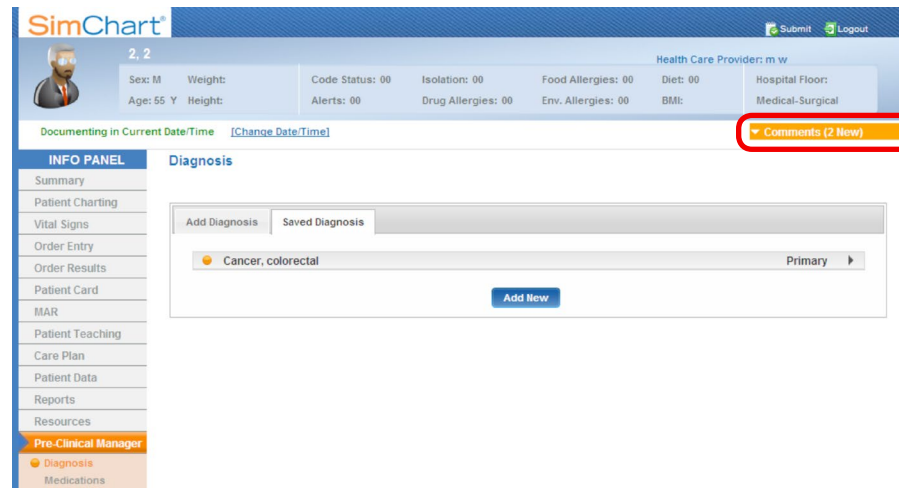 SimChart®
Submit Logout
2, 2
Health Care Provider: m w
Sex: M Weight: Code Status: 00 Isolation: 00 Food Allergies: 00 Diet: 00 Hospital Floor:
Age: 55 Y Height: Alerts: 00 Drug Allergies: 00 Env. Allergies: 00 BMI: Medical-Surgical
Documenting in Current Date/Time [Change Date/Time] Comments (2 New)
INFO PANEL
Summary
Patient Charting
Vital Signs
Order Entry
Order Results
Patient Card
MAR
Patient Teaching
Care Plan
Patient Data
Reports
Resources
Pre-Clinical Manager
Diagnosis
Medications
Diagnosis
Add Diagnosis Saved Diagnosis
Cancer, colorectal Primary
Add New